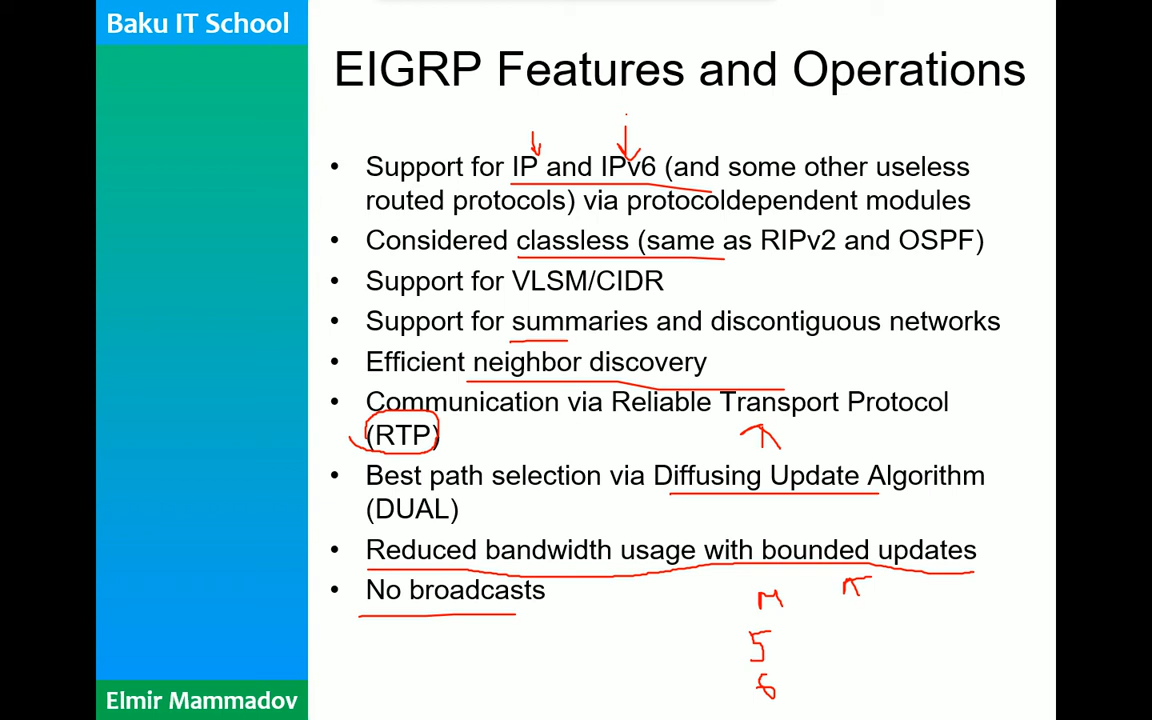 Baku IT School
EIGRP Features and Operations
• Support for IP and IPv6 (and some other useless
routed protocols) via protocoldependent modules
• Considered classless (same as RIPv2 and OSPF)
• Support for VLSM/CIDR
• Support for summaries and discontiguous networks
• Efficient neighbor discovery
• Communication via Reliable Transport Protocol
(RTP)
• Best path selection via Diffusing Update Algorithm
(DUAL)
• Reduced bandwidth usage with bounded updates
• No broadcasts
M
5
Elmir Mammadov